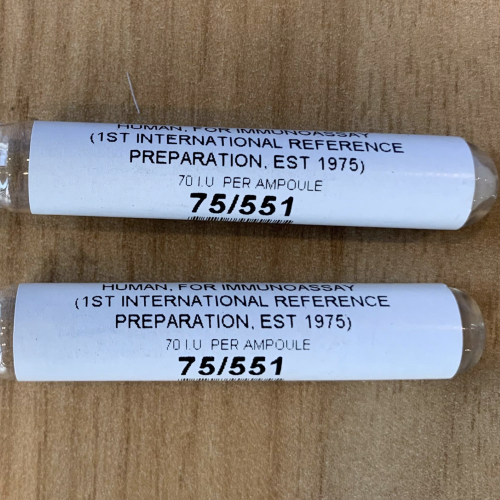 HUMAN, FOR IMMUNOASSAY
(1ST INTERNATIONAL REFERENCE
PREPARATION, EST 1975)
70 I.U PER AMPOULE
75/551
HUMAN, FOR IMMUNOASSAY
(1ST INTERNATIONAL REFERENCE
PREPARATION, EST 1975)
70 I.U PER AMPOULE
75/551